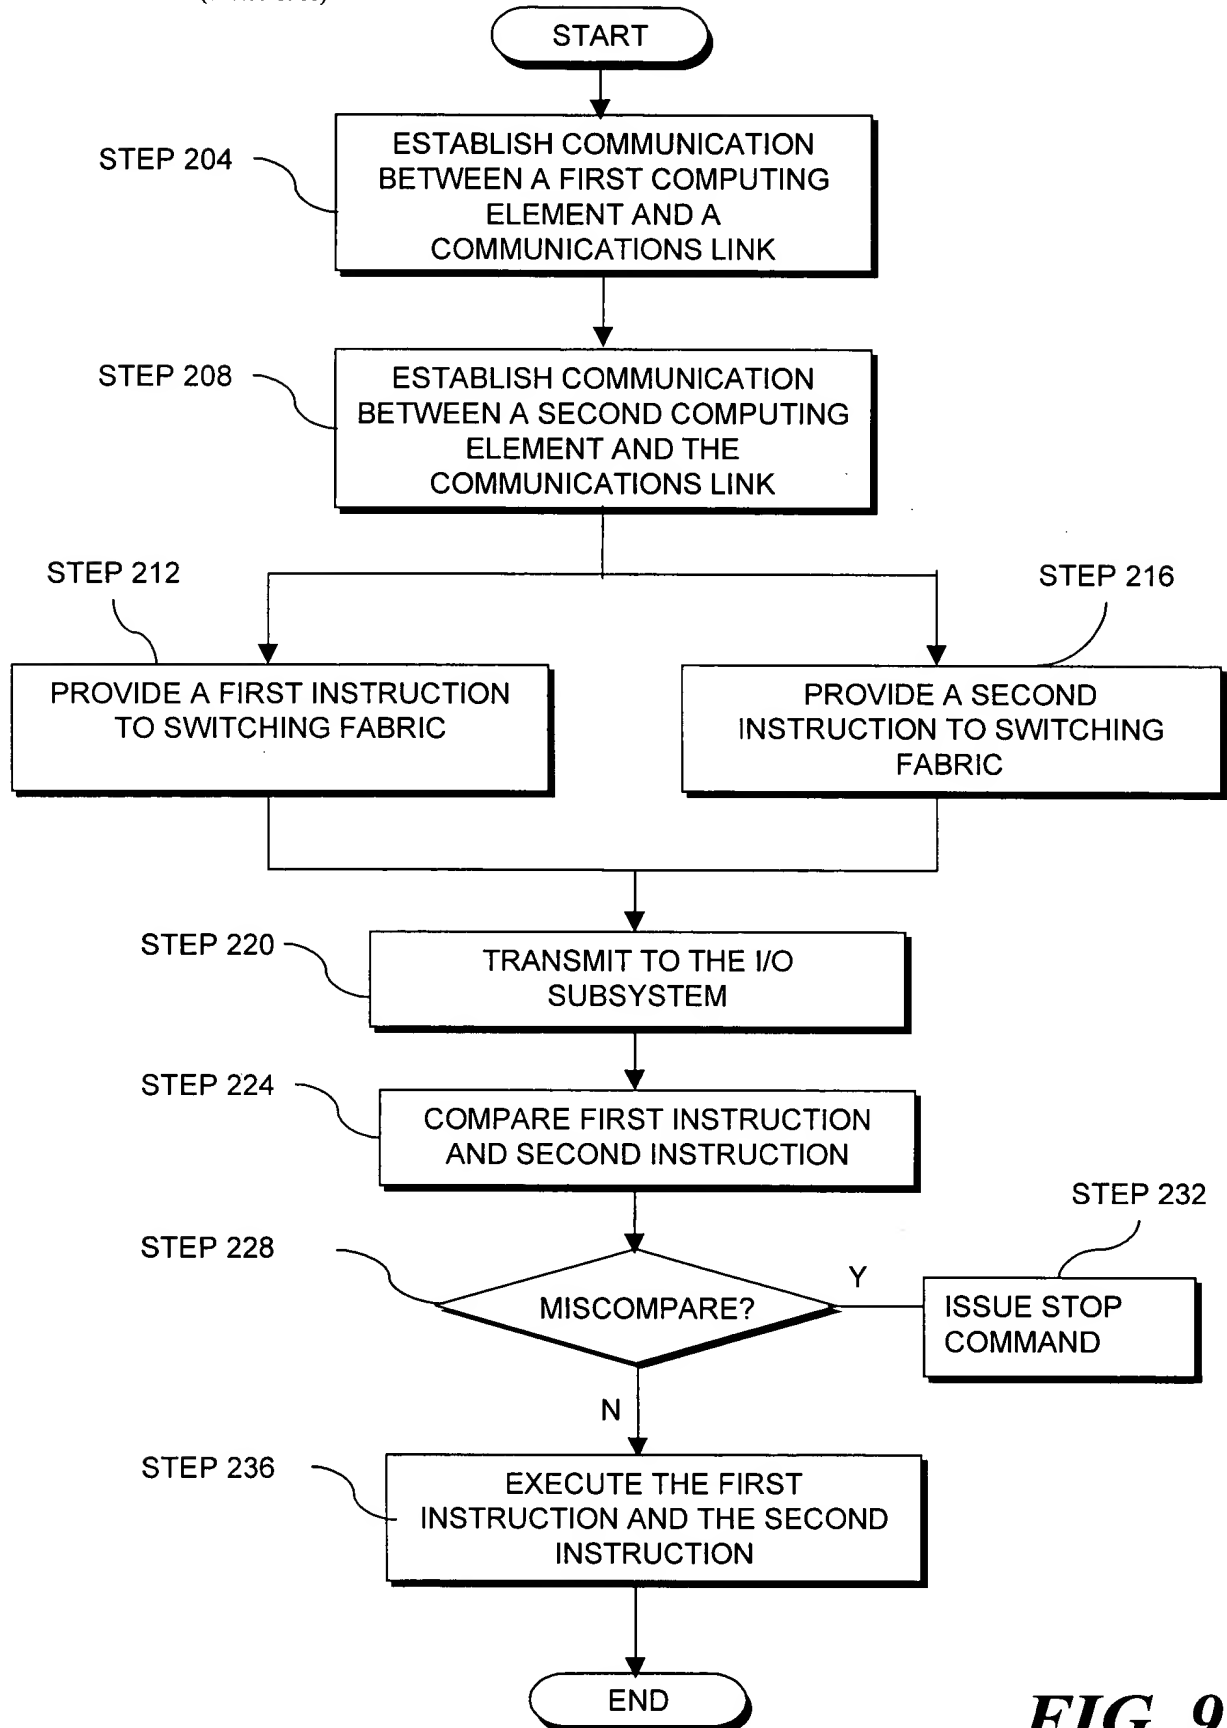 START
STEP 204
ESTABLISH COMMUNICATION
BETWEEN A FIRST COMPUTING
ELEMENT AND A
COMMUNICATIONS LINK
STEP 208
ESTABLISH COMMUNICATION
BETWEEN A SECOND COMPUTING
ELEMENT AND THE
COMMUNICATIONS LINK
STEP 212
STEP 216
PROVIDE A FIRST INSTRUCTION
TO SWITCHING FABRIC
PROVIDE A SECOND
INSTRUCTION TO SWITCHING
FABRIC
STEP 220
TRANSMIT TO THE I/O
SUBSYSTEM
STEP 224
COMPARE FIRST INSTRUCTION
AND SECOND INSTRUCTION
STEP 232
STEP 228
MISCOMPARE?
Y
ISSUE STOP
COMMAND
N
STEP 236
EXECUTE THE FIRST
INSTRUCTION AND THE SECOND
INSTRUCTION
END
FIG. 9